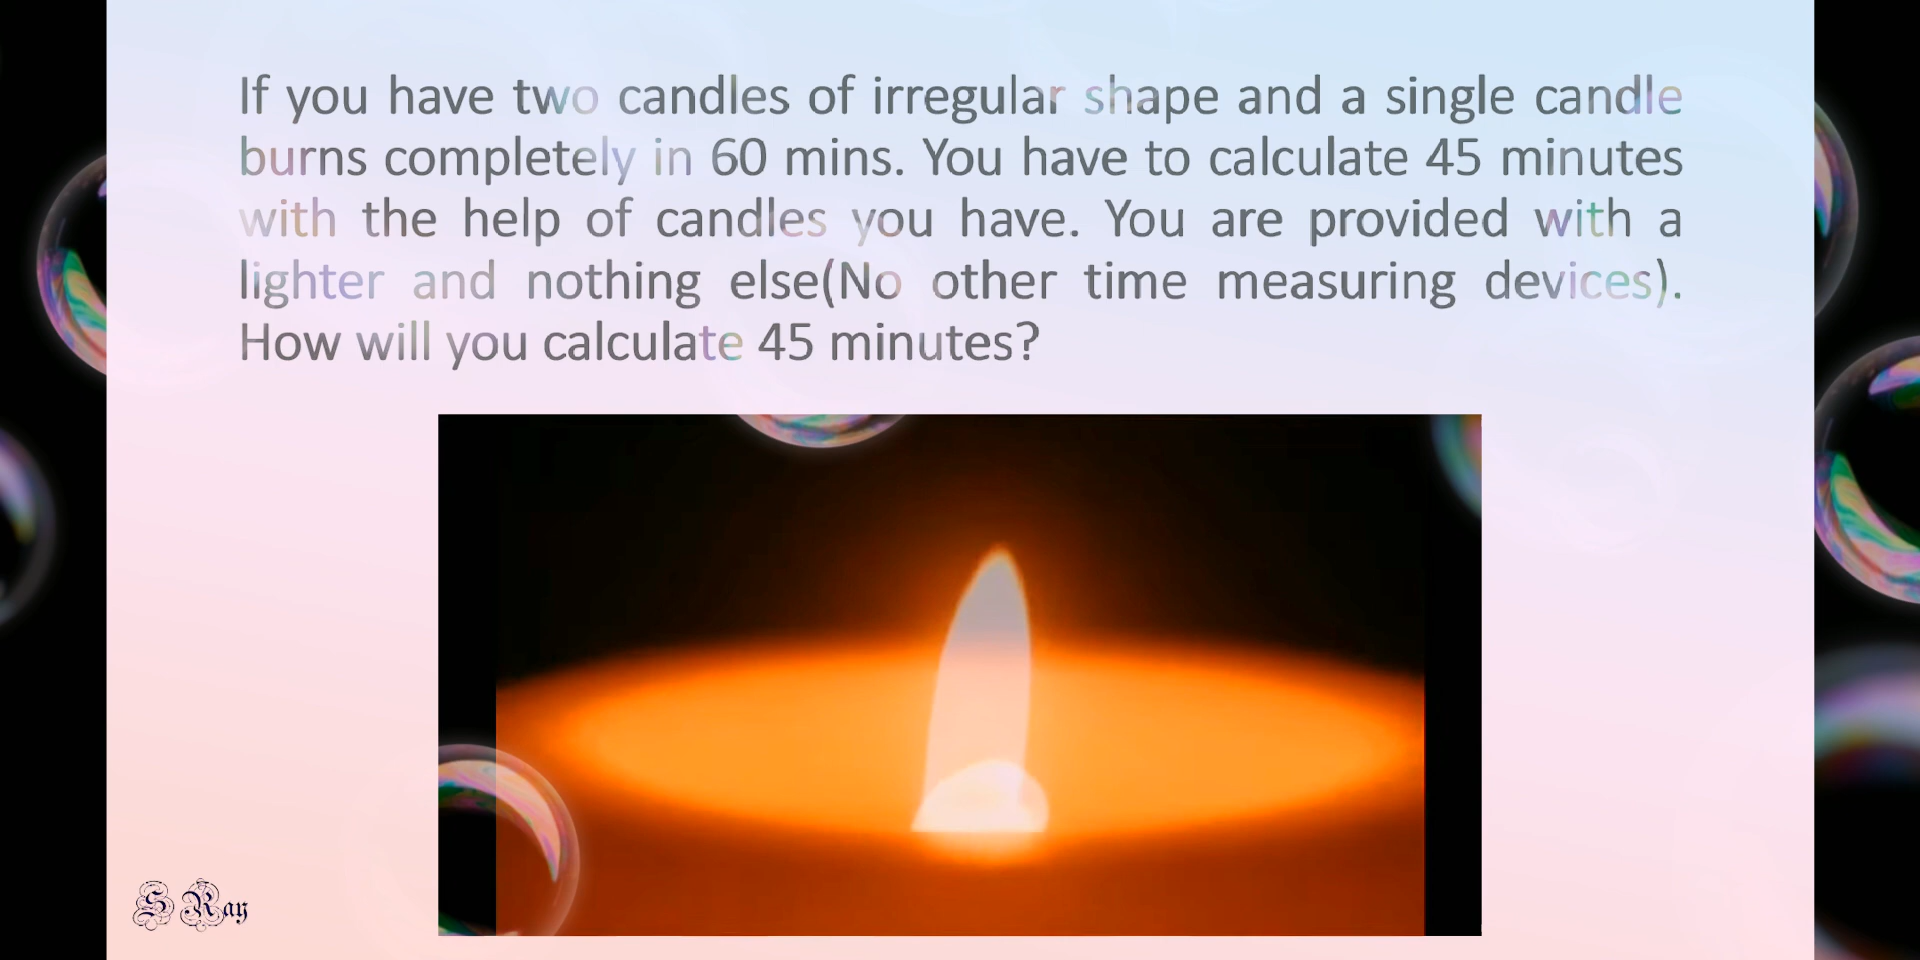 If you have two candles of irregular shape and a single candle
burns completely in 60 mins. You have to calculate 45 minutes
with the help of candles you have. You are provided with a
lighter and nothing else(No other time measuring devices).
How will you calculate 45 minutes?
S Ray